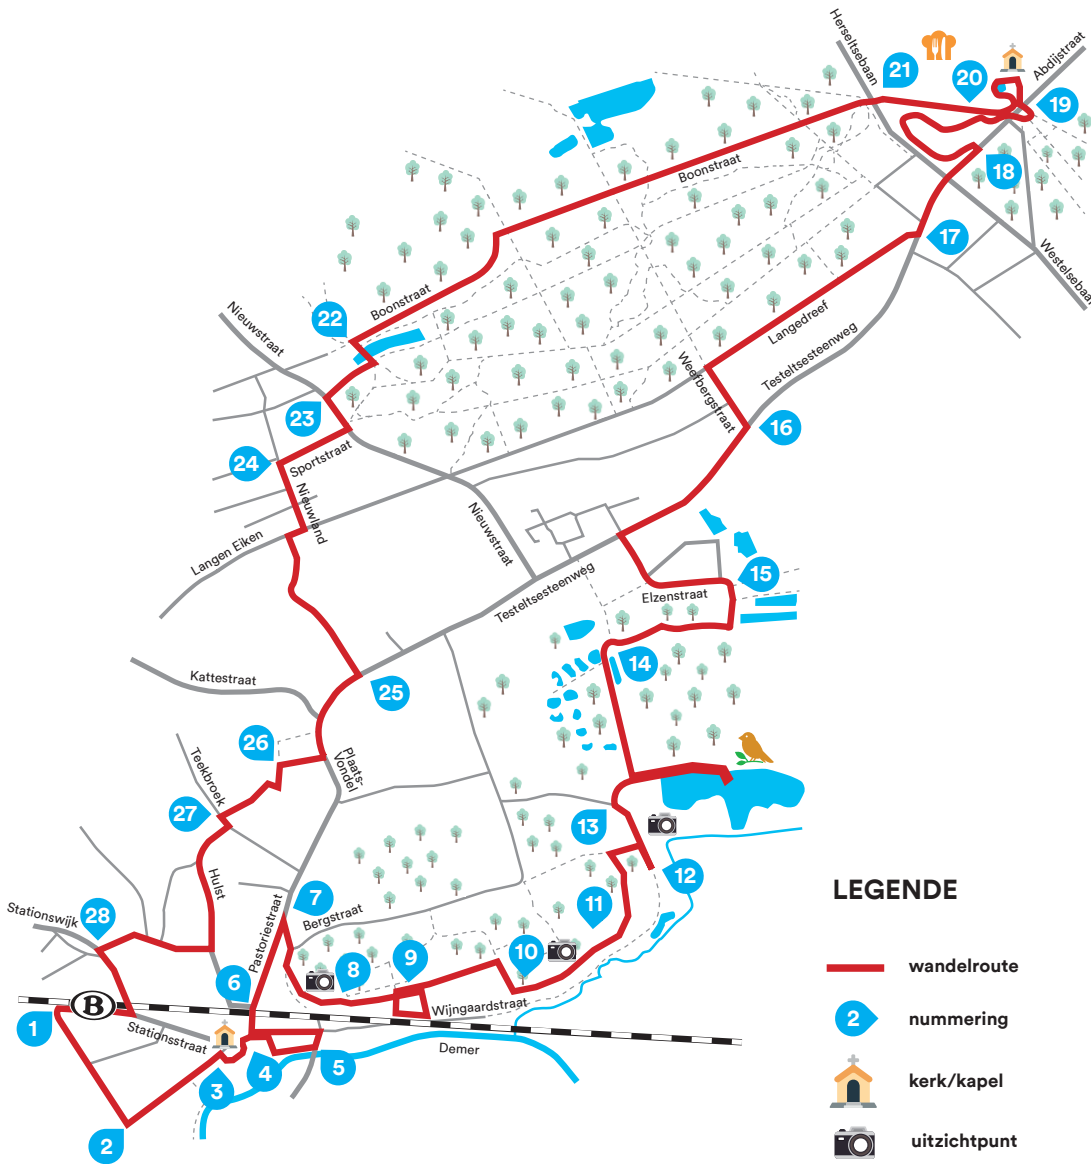 Herseltsebaan
Abdijstraat
21
20
19
18
17
Westelsebaan
Boonstraat
Boonstraat
22
Nieuwstraat
Langedreef
Testeltsesteenweg
Weerbergstraat
23
16
Sportstraat
24
Nieuwland
Nieuwstraat
Langen Eiken
Testeltsesteenweg
15
Elzenstraat
14
Kattestraat
25
26
Plaats-
Vondel
Teekbroek
27
13
12
Hulst
7
Bergstraat
11
Stationswijk
28
Pastoriestraat
10
9
8
6
Wijngaardstraat
B
1
Stationsstraat
Demer
5
4
3
2
LEGENDE
wandelroute
2 nummering
kerk/kapel
uitzichtpunt